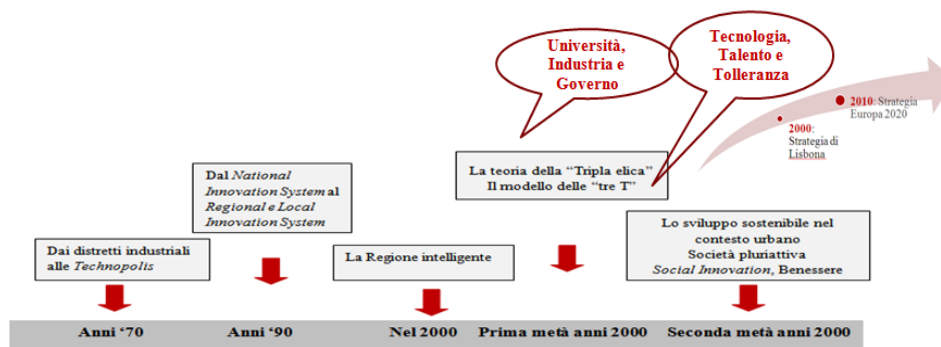 Università,
Industria e
Governo
Tecnologia,
Talento e
Tolleranza
2010: Strategia
Europa 2020
2000:
Strategia di
Lisbona
La teoria della “Tripla elica”
Il modello delle “tre T”
Dal National
Innovation System al
Regional e Local
Innovation System
Lo sviluppo sostenibile nel
contesto urbano
Società pluriattiva
Social Innovation, Benessere
Dai distretti industriali
alle Technopolis
La Regione intelligente
Anni ‘70
Anni ‘90
Nel 2000
Prima metà anni 2000
Seconda metà anni 2000